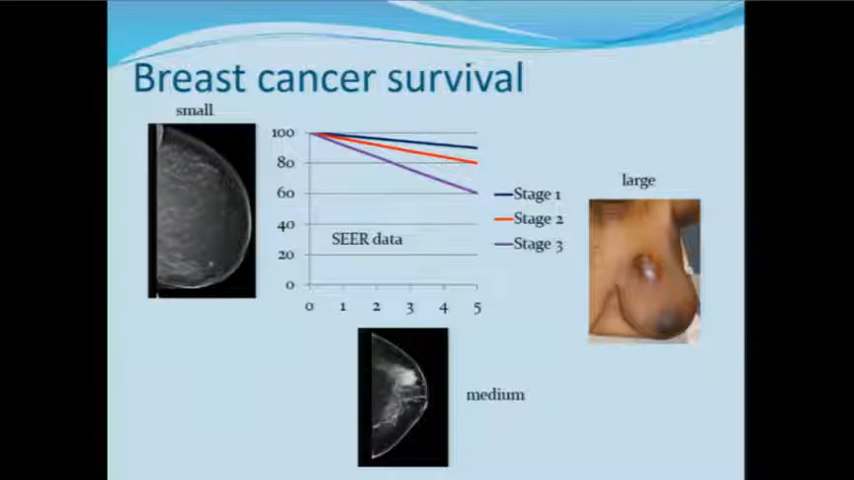 Breast cancer survival
small
100
80
60
40
20
0
SEER data
0 1 2 3 4 5
Stage 1
Stage 2
Stage 3
large
medium